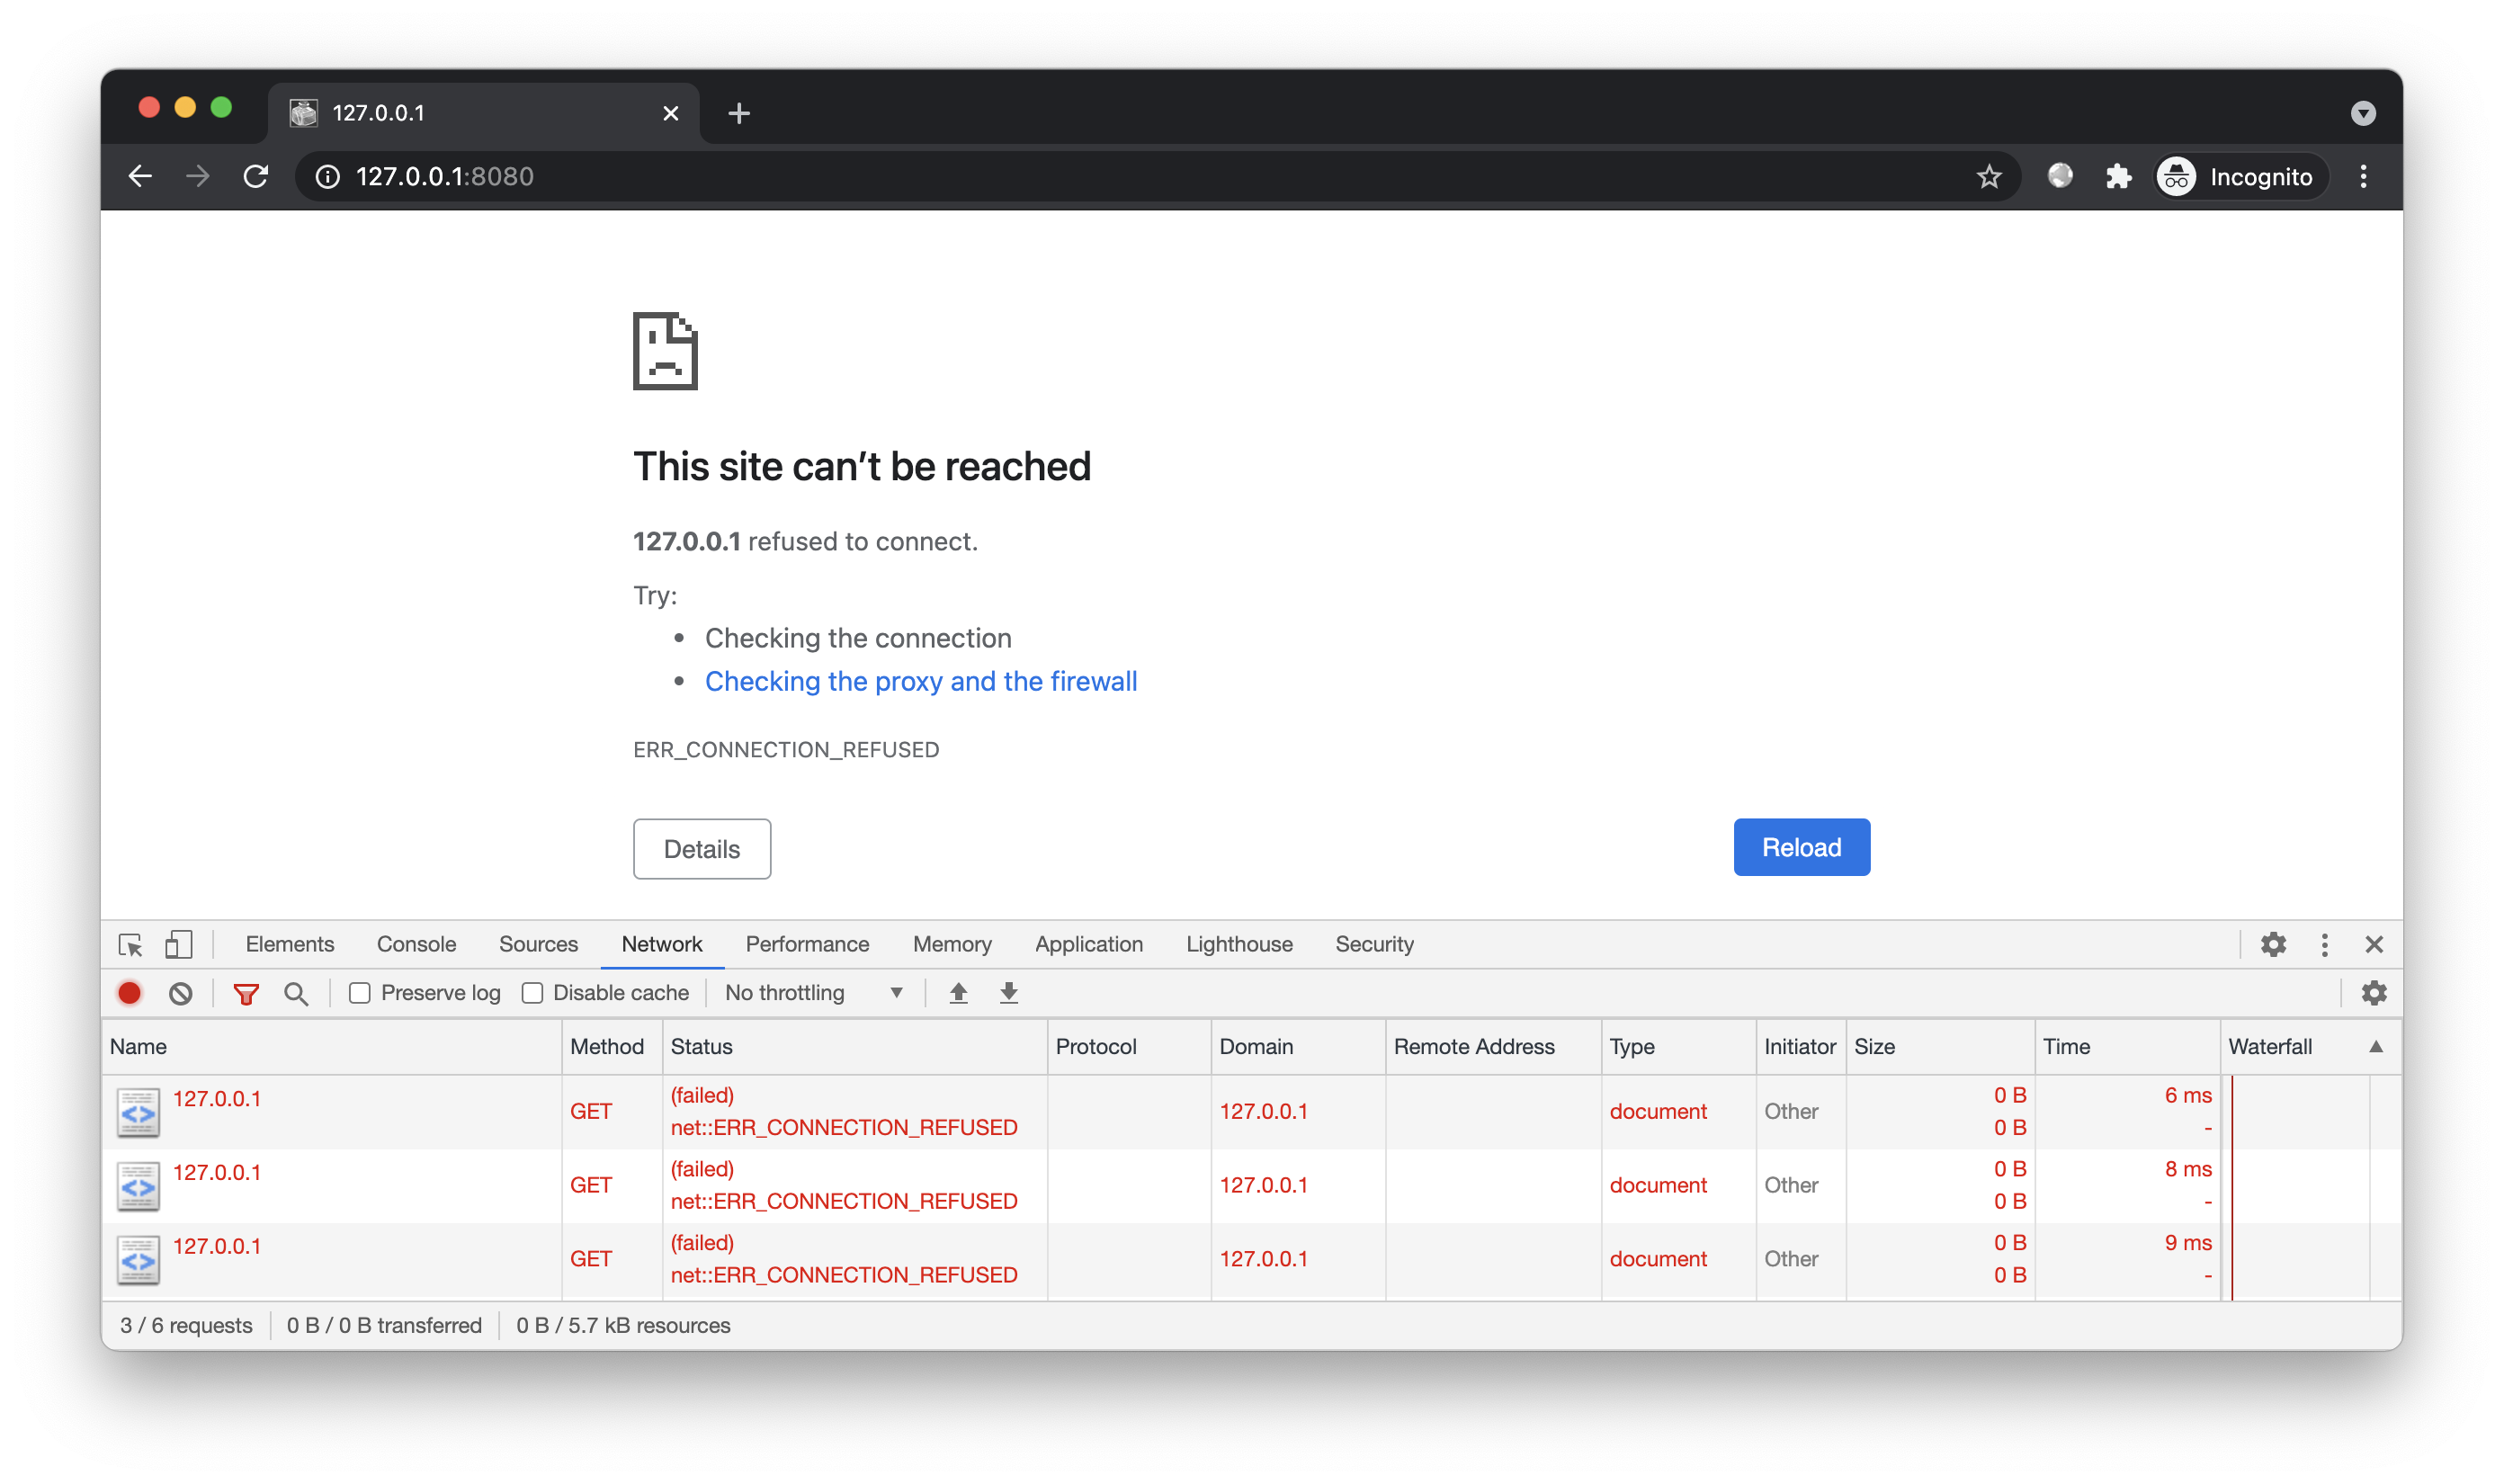 127.0.0.1
127.0.0.1:8080
Incognito
This site can’t be reached
127.0.0.1 refused to connect.
Try:
• Checking the connection
• Checking the proxy and the firewall
ERR_CONNECTION_REFUSED
Details Reload
Elements Console Sources Network Performance Memory Application Lighthouse Security
Preserve log Disable cache No throttling
Name Method Status Protocol Domain Remote Address Type Initiator Size Time Waterfall
127.0.0.1 GET (failed) 127.0.0.1 document Other 0 B 6 ms
net::ERR_CONNECTION_REFUSED 0 B -
127.0.0.1 GET (failed) 127.0.0.1 document Other 0 B 8 ms
net::ERR_CONNECTION_REFUSED 0 B -
127.0.0.1 GET (failed) 127.0.0.1 document Other 0 B 9 ms
net::ERR_CONNECTION_REFUSED 0 B -
3 / 6 requests 0 B / 0 B transferred 0 B / 5.7 kB resources